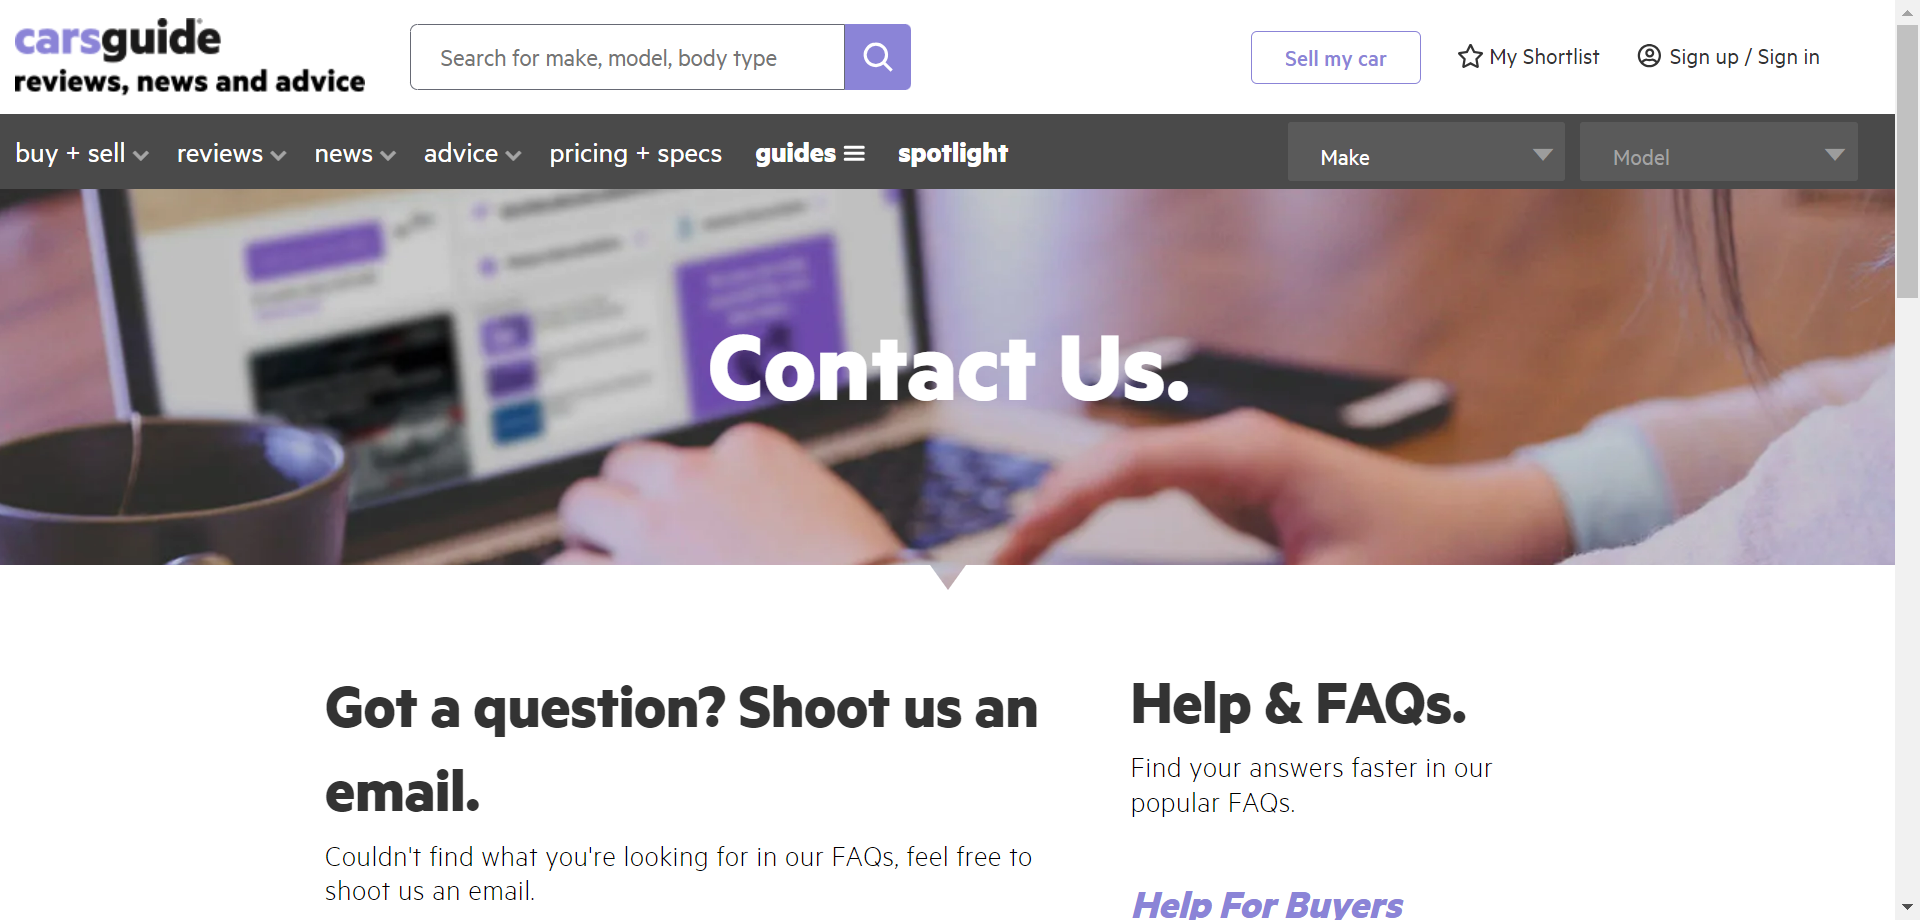 carsguide
reviews, news and advice
Search for make, model, body type
Sell my car
My Shortlist
Sign up / Sign in
buy + sell
reviews
news
advice
pricing + specs
guides
spotlight
Make
Model
Contact Us.
Got a question? Shoot us an
email.
Couldn't find what you're looking for in our FAQs, feel free to
shoot us an email.
Help & FAQs.
Find your answers faster in our
popular FAQs.
Help For Buyers